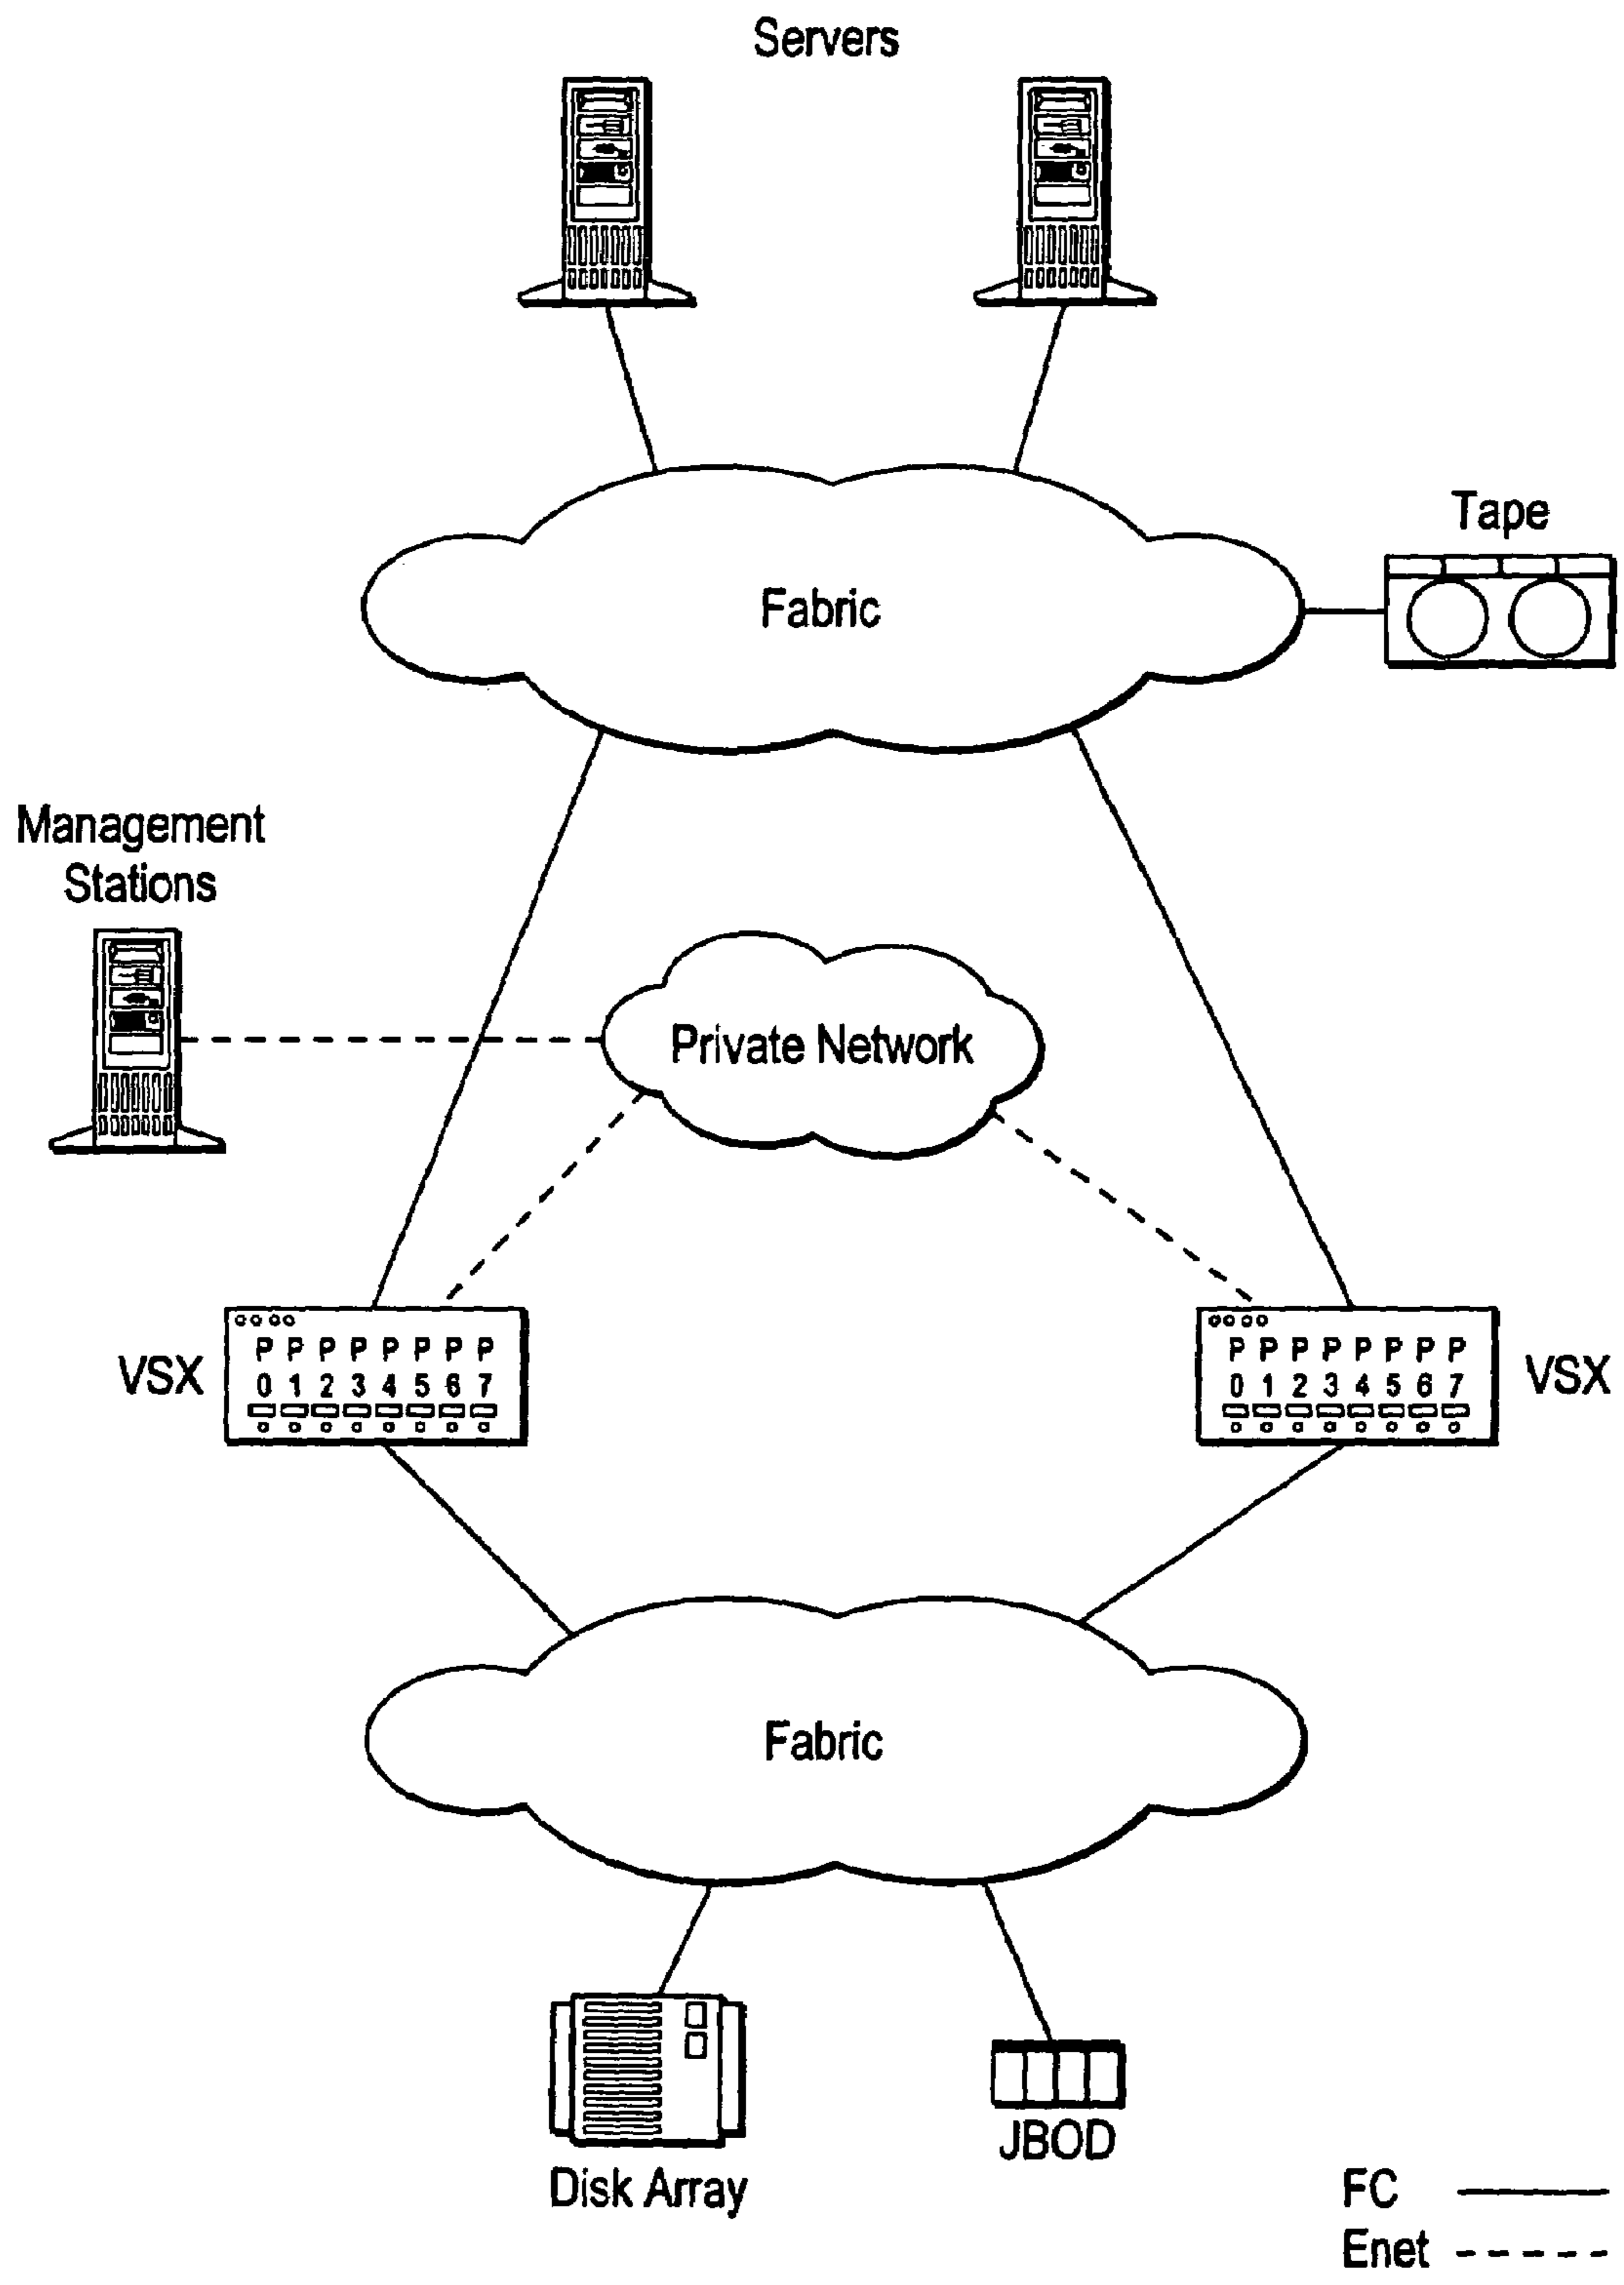 Servers
Tape
Fabric
Management
Stations
Private Network
P P P P P P P P
VSX 0 1 2 3 4 5 6 7
P P P P P P P P
0 1 2 3 4 5 6 7 VSX
Fabric
JBOD
Disk Array
FC
Enet